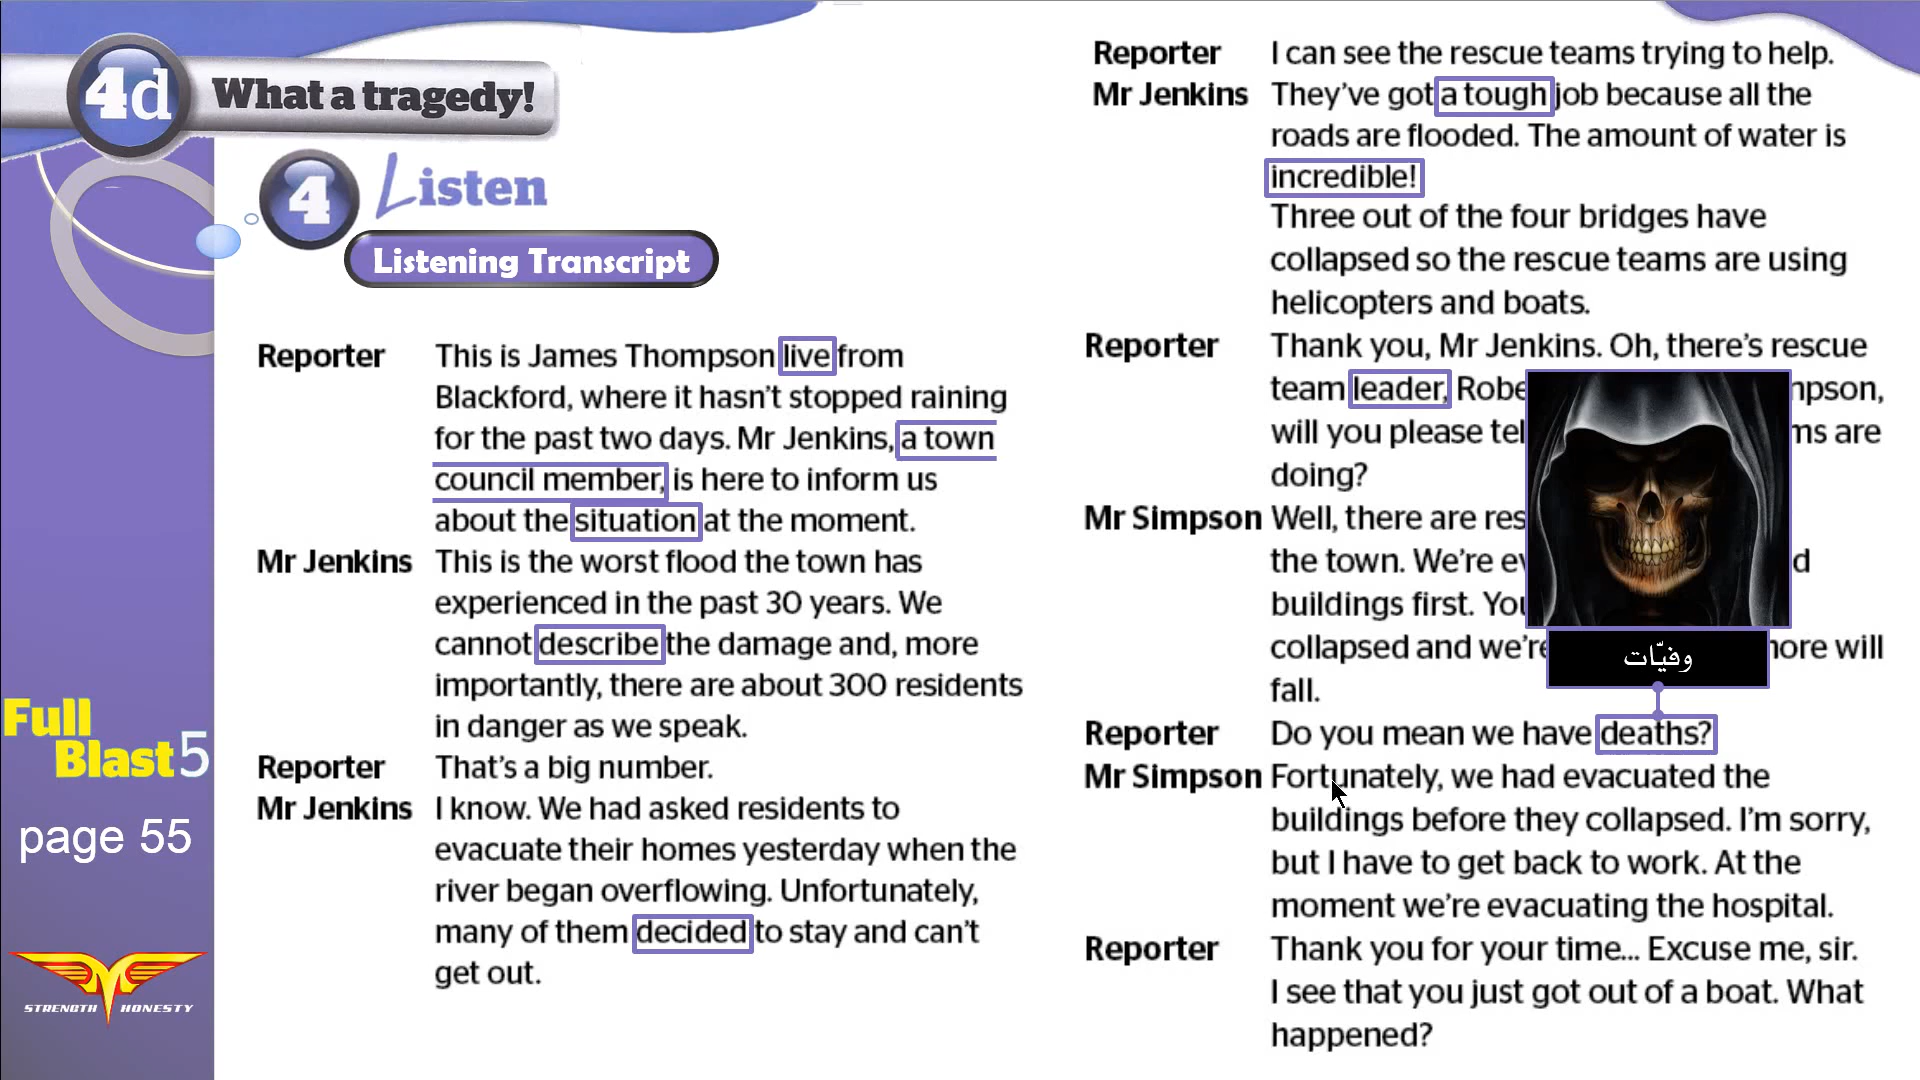 4d What a tragedy!
4 Listen
Listening Transcript
Reporter This is James Thompson live from
Blackford, where it hasn't stopped raining
for the past two days. Mr Jenkins, a town
council member, is here to inform us
about the situation at the moment.
Mr Jenkins This is the worst flood the town has
experienced in the past 30 years. We
cannot describe the damage and, more
importantly, there are about 300 residents
in danger as we speak.
Reporter That's a big number.
Mr Jenkins I know. We had asked residents to
evacuate their homes yesterday when the
river began overflowing. Unfortunately,
many of them decided to stay and can't
get out.
Reporter I can see the rescue teams trying to help.
Mr Jenkins They've got a tough job because all the
roads are flooded. The amount of water is
incredible!
Three out of the four bridges have
collapsed so the rescue teams are using
helicopters and boats.
Reporter Thank you, Mr Jenkins. Oh, there's rescue
team leader,
will you please are
doing?
Mr Simpson Well, there are
the town. We're
buildings first.
collapsed and we're will
fall.
وفيّات
Reporter Do you mean we have deaths?
Mr Simpson Fortunately, we had evacuated the
buildings before they collapsed. I'm sorry,
but I have to get back to work. At the
moment we're evacuating the hospital.
Reporter Thank you for your time... Excuse me, sir.
I see that you just got out of a boat. What
happened?
Full
Blast 5
page 55
STRENGTH HONESTY